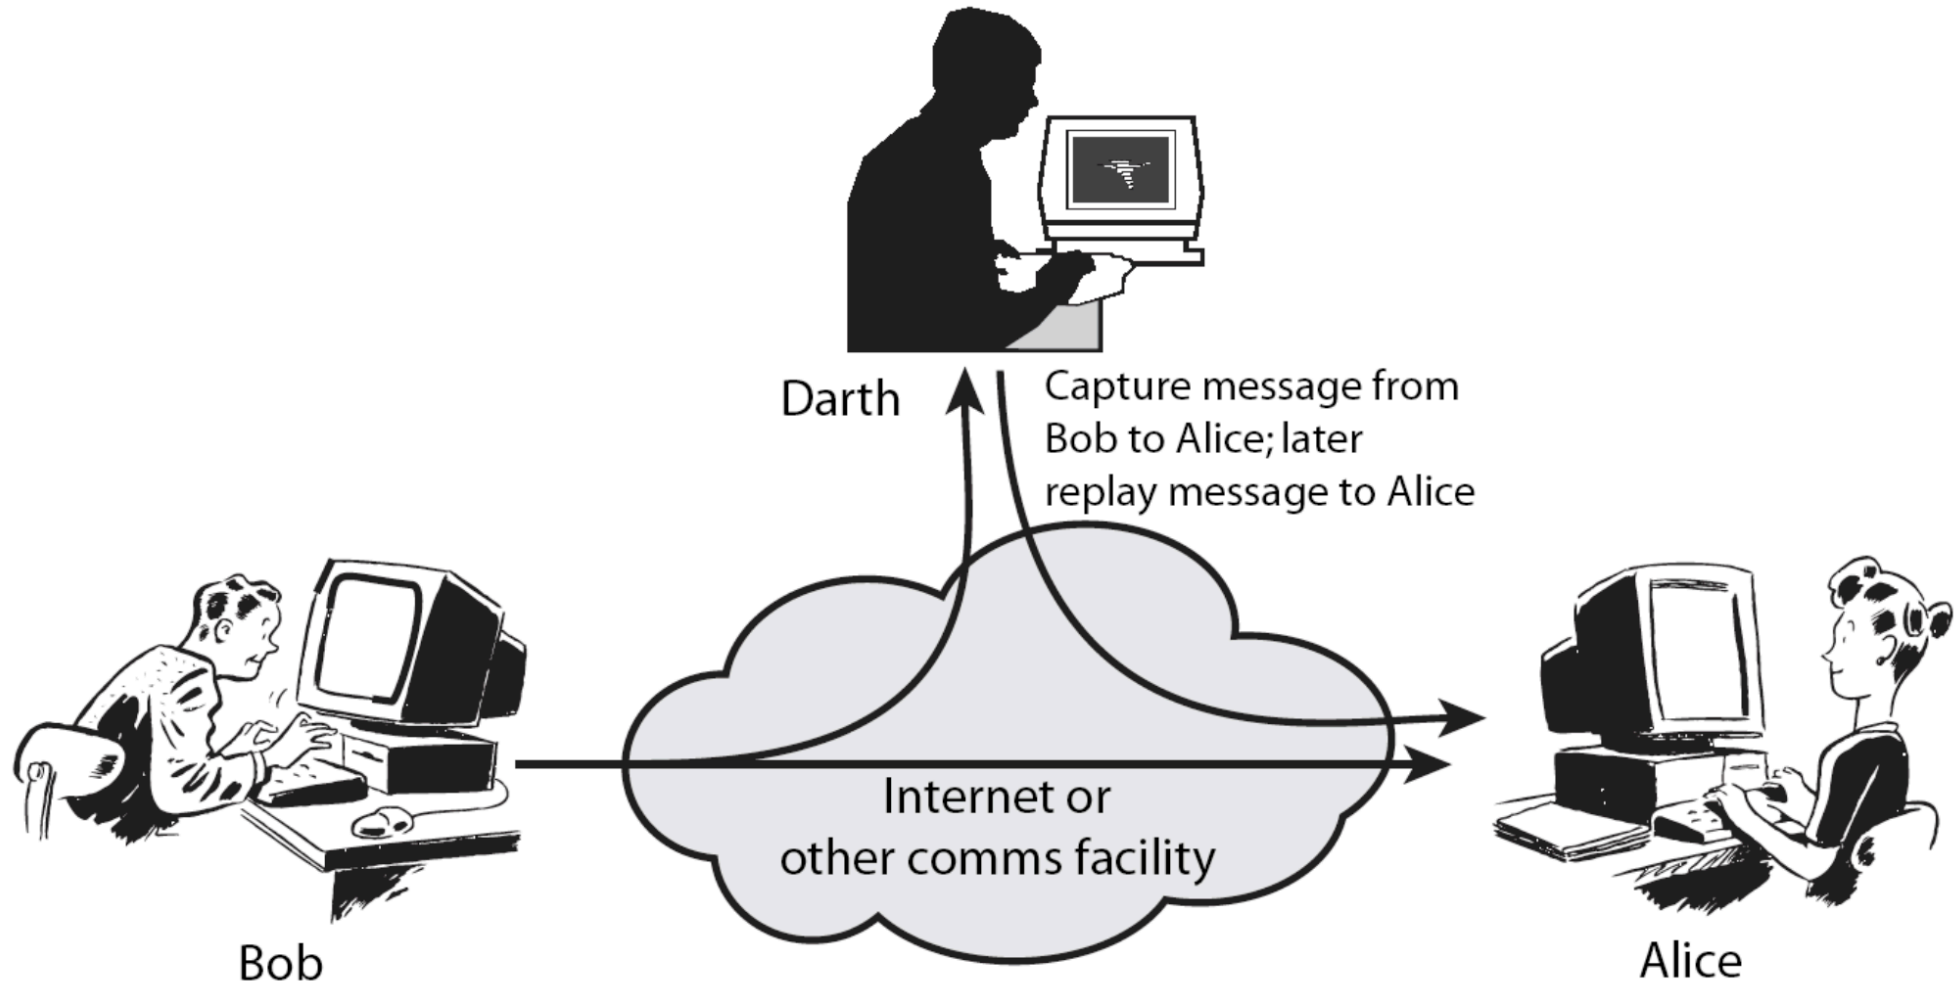 Darth
Capture message from
Bob to Alice; later
replay message to Alice
Internet or
other comms facility
Bob
Alice